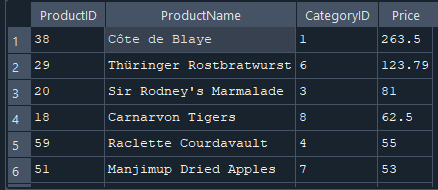 ProductID ProductName CategoryID Price
1 38 Côte de Blaye 1 263.5
2 29 Thüringer Rostbratwurst 6 123.79
3 20 Sir Rodney's Marmalade 3 81
4 18 Carnarvon Tigers 8 62.5
5 59 Raclette Courdavault 4 55
6 51 Manjimup Dried Apples 7 53